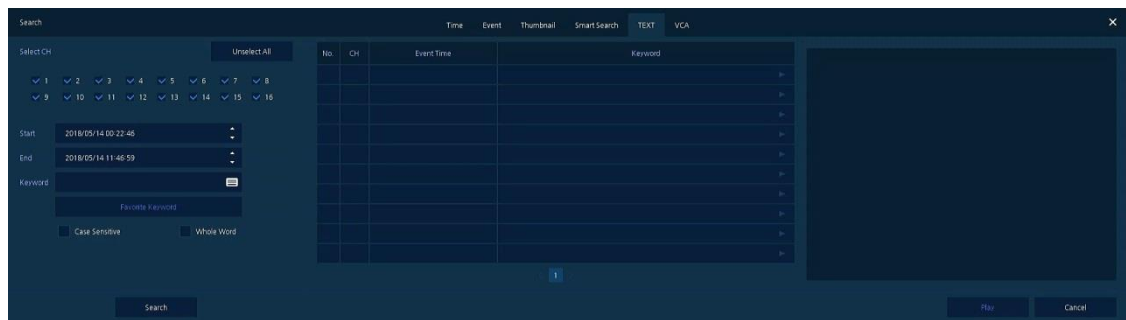 Search
Time Event Thumbnail Smart Search TEXT VCA
Select CH Unselect All
1 2 3 4 5 6 7 8
9 10 11 12 13 14 15 16
Start 2018/05/14 00:22:46
End 2018/05/14 11:46:59
Keyword
Favorite Keyword
Case Sensitive Whole Word
Search
No. CH Event Time Keyword
1
Play Cancel